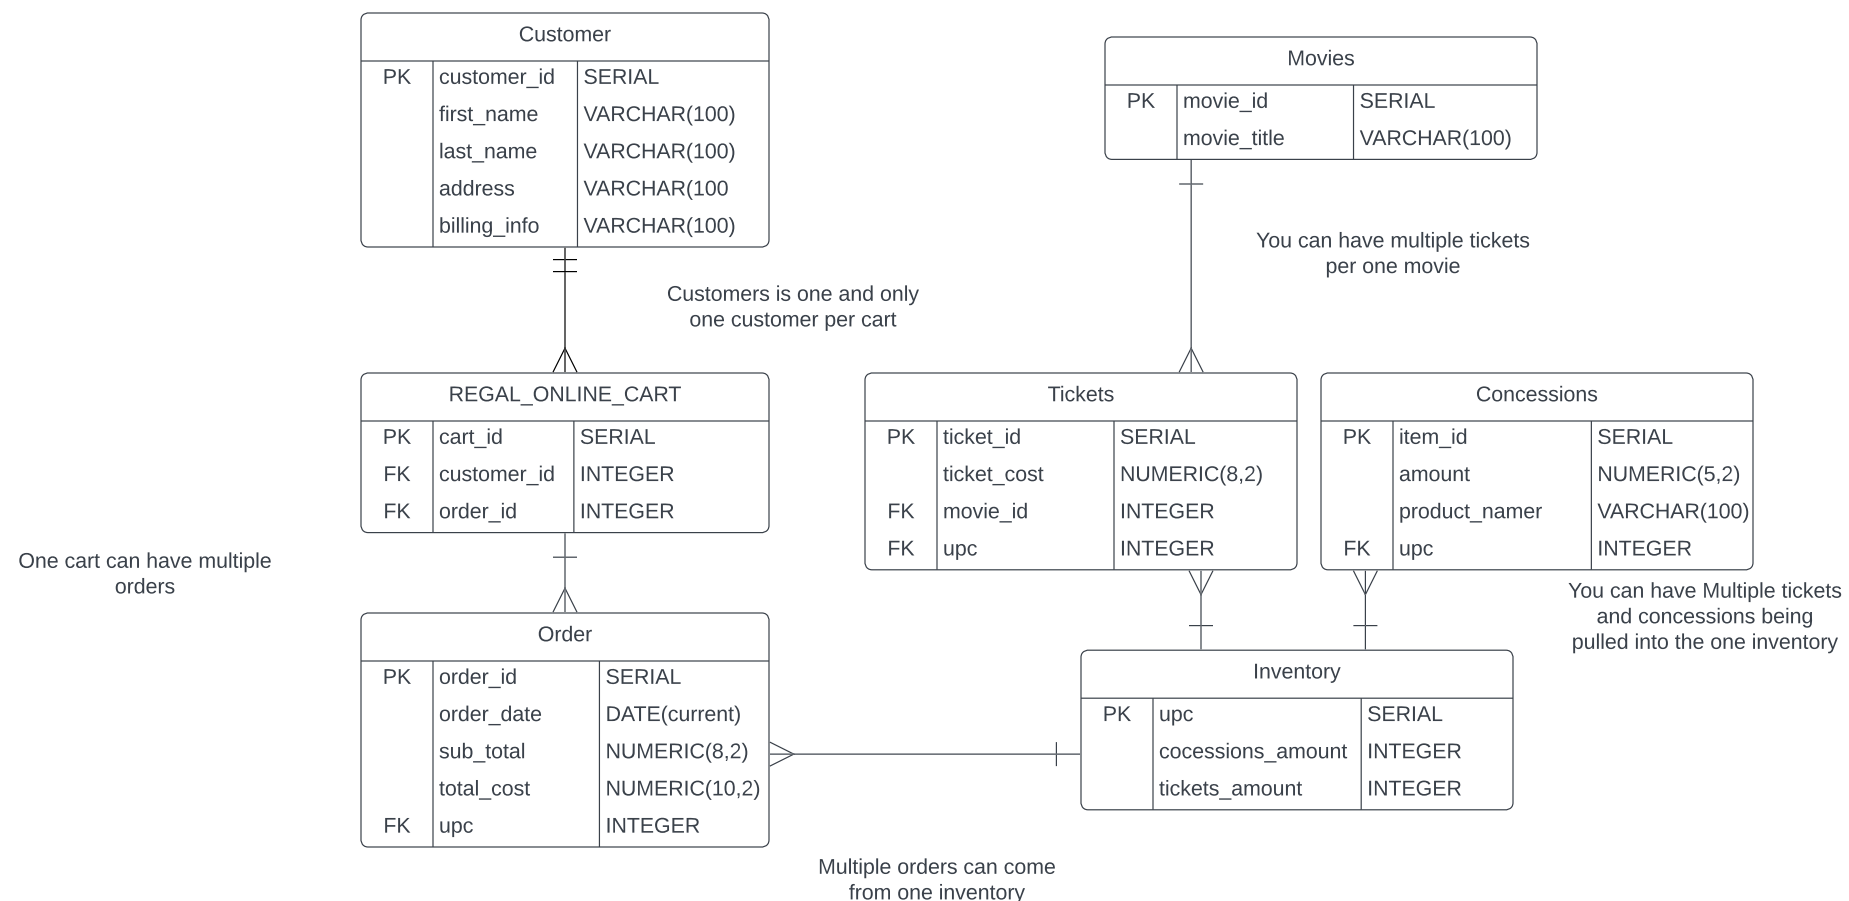 Customer
PK customer_id SERIAL
first_name VARCHAR(100)
last_name VARCHAR(100)
address VARCHAR(100
billing_info VARCHAR(100)
Movies
PK movie_id SERIAL
movie_title VARCHAR(100)
You can have multiple tickets
per one movie
Customers is one and only
one customer per cart
REGAL_ONLINE_CART
PK cart_id SERIAL
FK customer_id INTEGER
FK order_id INTEGER
Tickets
PK ticket_id SERIAL
ticket_cost NUMERIC(8,2)
FK movie_id INTEGER
FK upc INTEGER
Concessions
PK item_id SERIAL
amount NUMERIC(5,2)
product_namer VARCHAR(100)
FK upc INTEGER
One cart can have multiple
orders
You can have Multiple tickets
and concessions being
pulled into the one inventory
Order
PK order_id SERIAL
order_date DATE(current)
sub_total NUMERIC(8,2)
total_cost NUMERIC(10,2)
FK upc INTEGER
Inventory
PK upc SERIAL
cocessions_amount INTEGER
tickets_amount INTEGER
Multiple orders can come
from one inventory